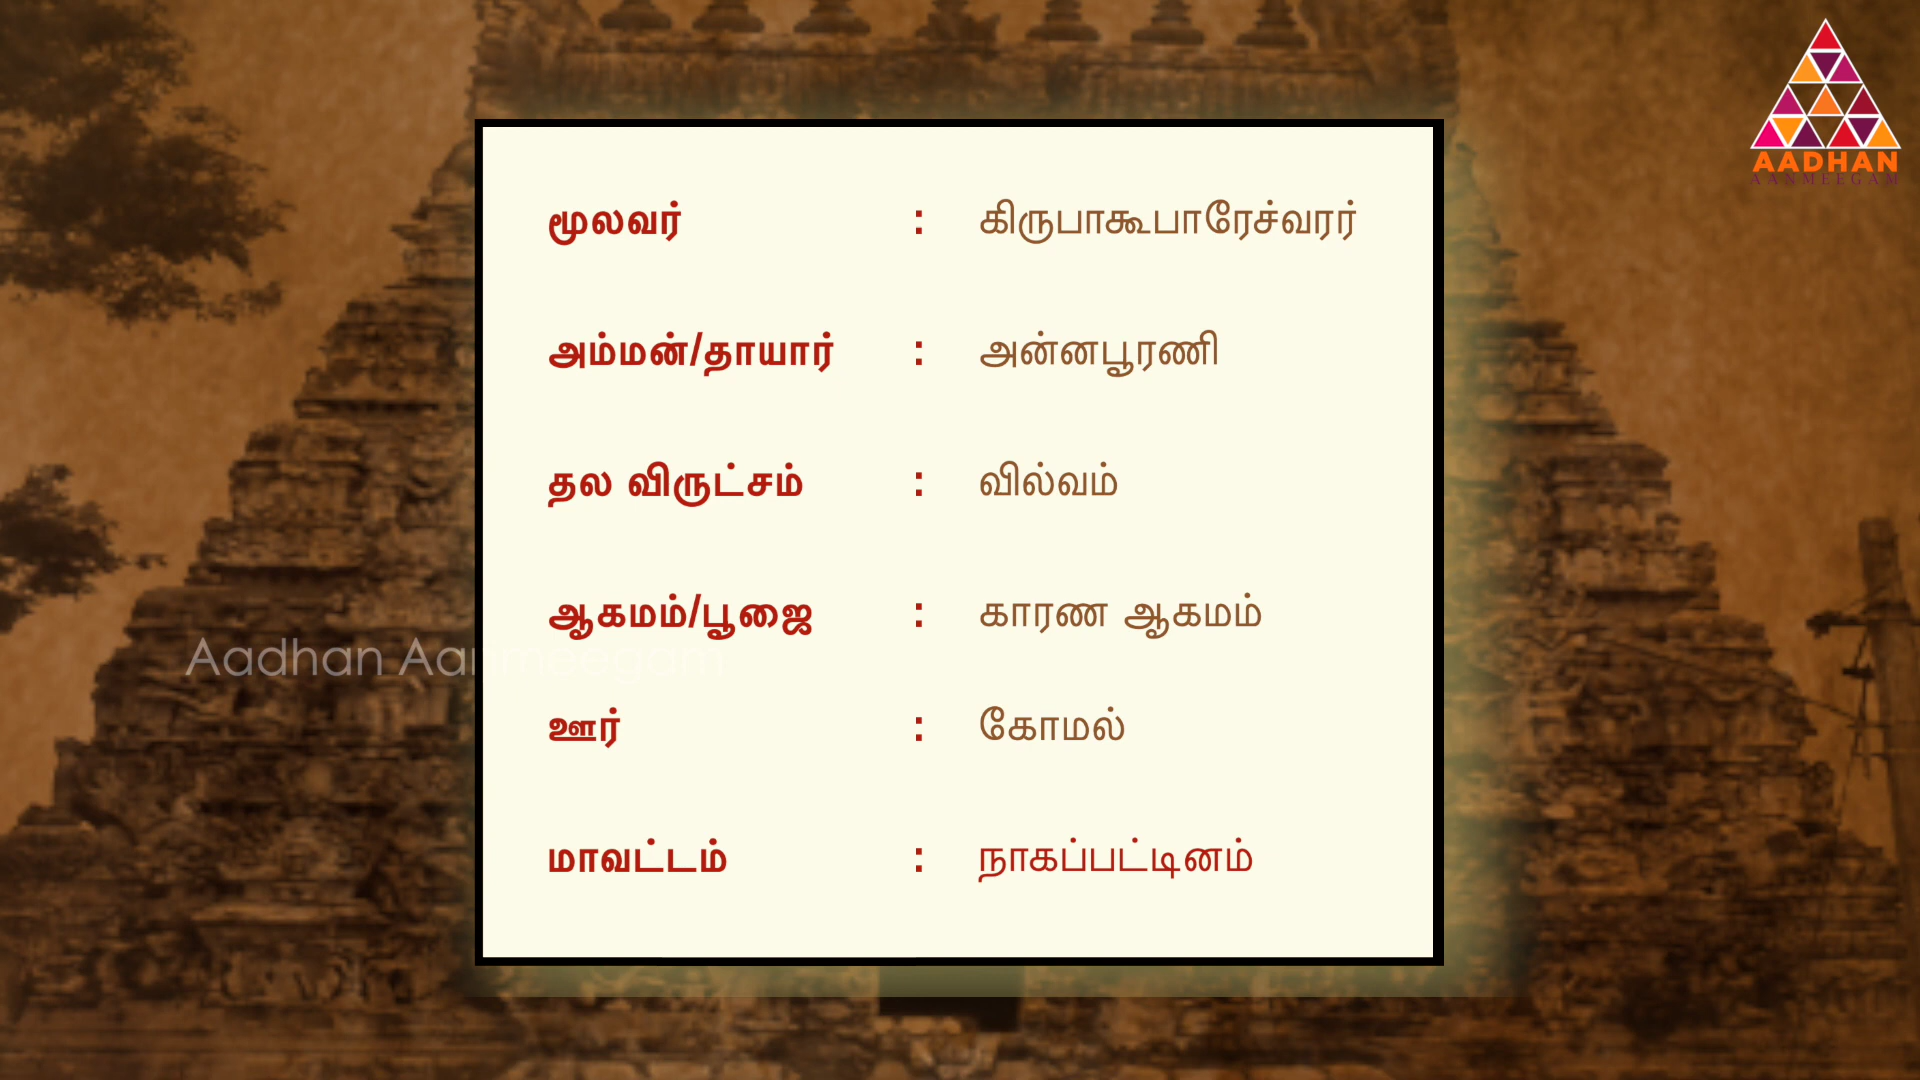 AADHAN
AANMEEGAM
மூலவர் : கிருபாகூபாரேச்வரர்
அம்மன்/தாயார் : அன்னபூரணி
தல விருட்சம் : வில்வம்
ஆகமம்/பூஜை : காரண ஆகமம்
Aadhan Aanmeegam
ஊர் : கோமல்
மாவட்டம் : நாகப்பட்டினம்